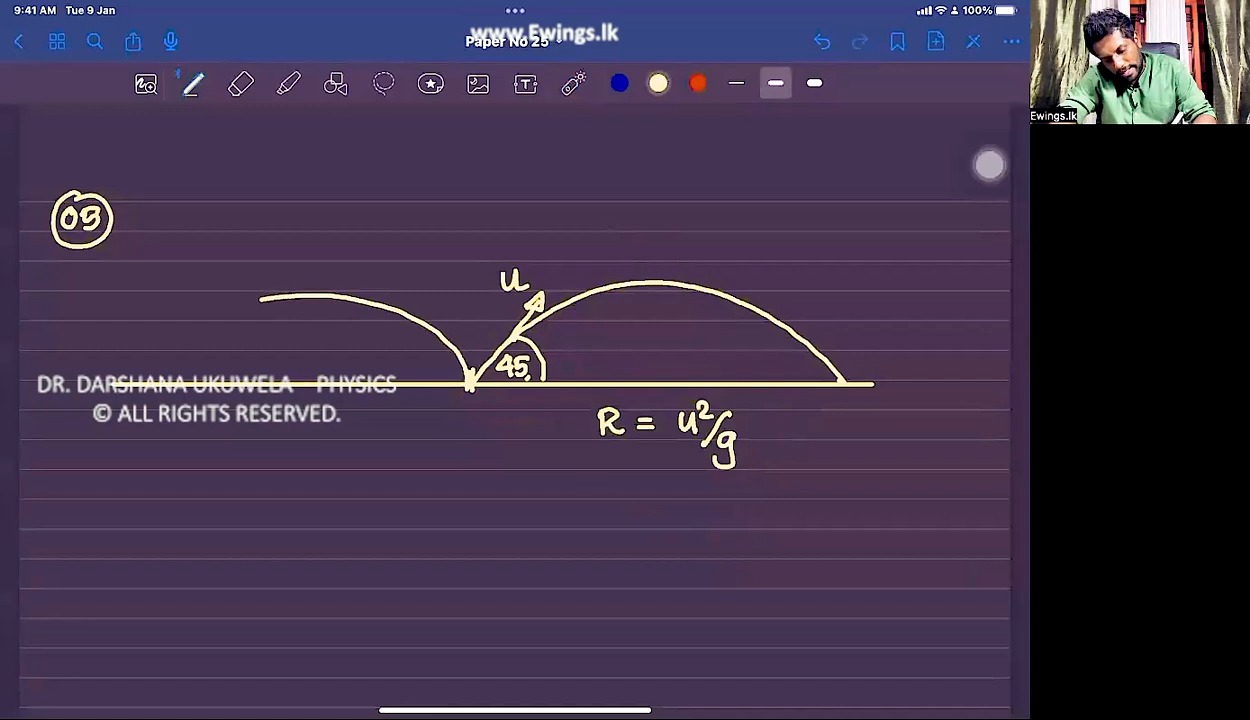 9:41 AM Tue 9 Jan
100%
www.Ewings.lk
Paper No 25
Ewings.lk
09
u
45
DR. DARSHANA UKUWELA PHYSICS
© ALL RIGHTS RESERVED.
R = u²/g